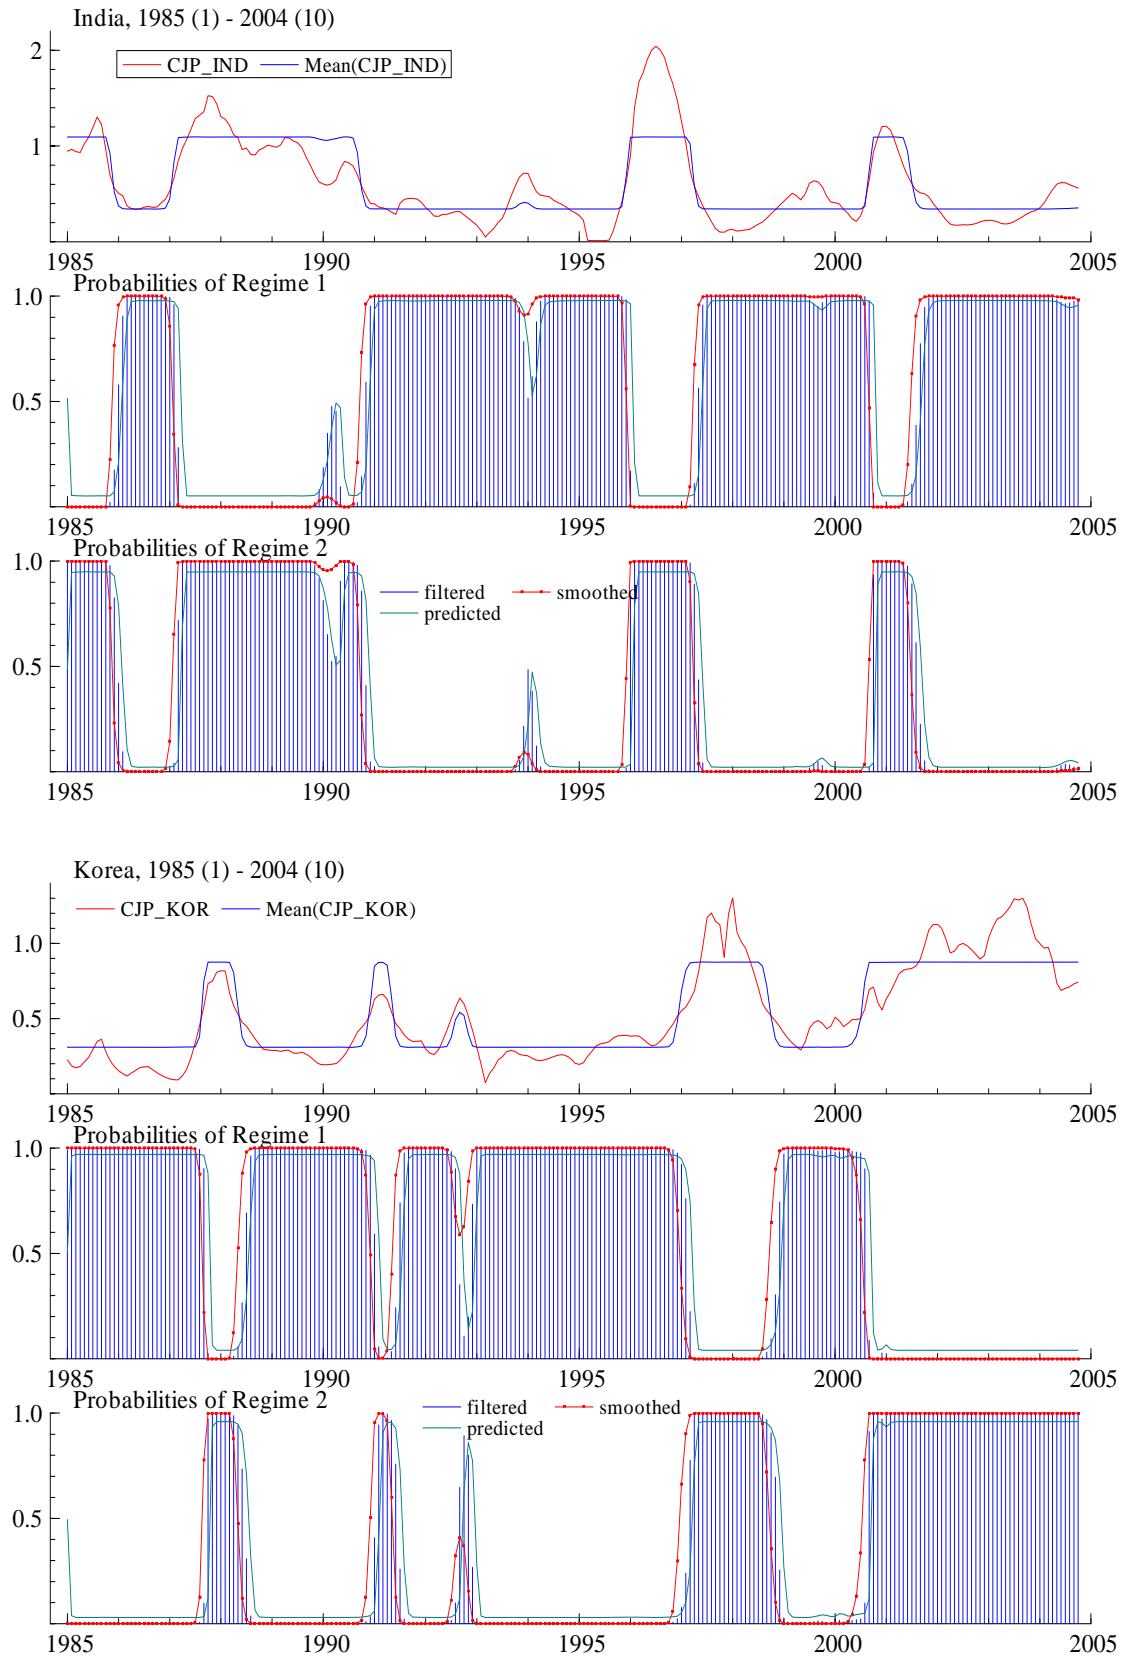 India, 1985 (1) - 2004 (10)
CJP_IND Mean(CJP_IND)
2
1
1985 1990 1995 2000 2005
Probabilities of Regime 1
1.0
0.5
1985 1990 1995 2000 2005
Probabilities of Regime 2
1.0
filtered smoothed
predicted
0.5
1985 1990 1995 2000 2005
Korea, 1985 (1) - 2004 (10)
CJP_KOR Mean(CJP_KOR)
1.0
0.5
1985 1990 1995 2000 2005
Probabilities of Regime 1
1.0
0.5
1985 1990 1995 2000 2005
Probabilities of Regime 2
filtered smoothed
1.0
predicted
0.5
1985 1990 1995 2000 2005